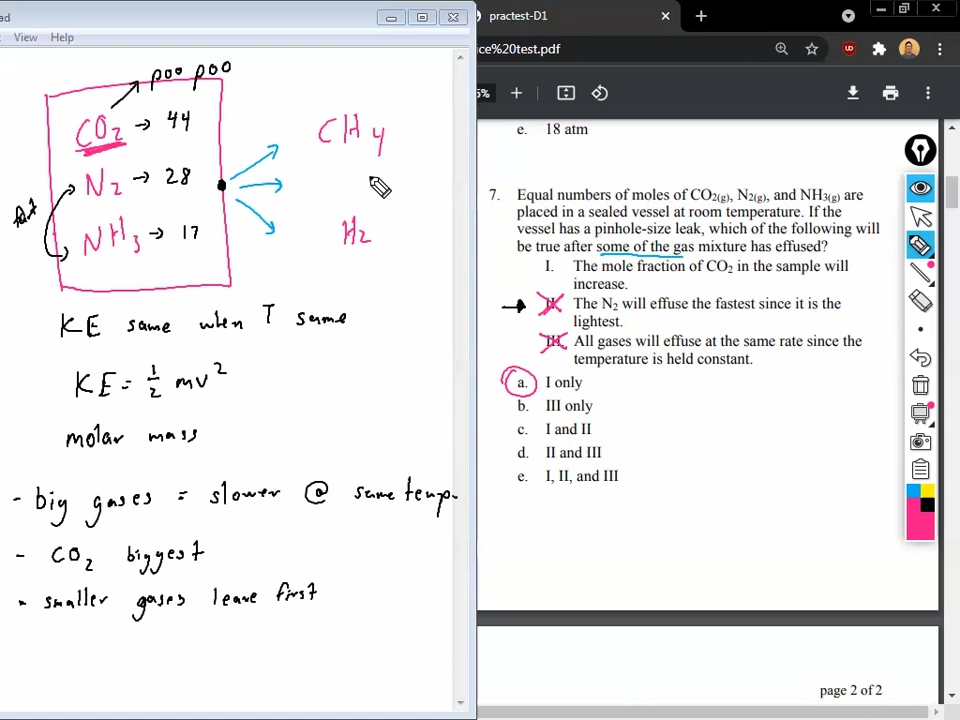 ad
View Help
poo poo
CO2 → 44
N2 → 28
NH3 → 17
fast
CH4
H2
KE same when T same
KE = 1/2 mv²
molar mass
- big gases = slower @ same temp.
- CO2 biggest
- smaller gases leave first
practest-D1
ice%20test.pdf
5%
e. 18 atm
7. Equal numbers of moles of CO2(g), N2(g), and NH3(g) are
placed in a sealed vessel at room temperature. If the
vessel has a pinhole-size leak, which of the following will
be true after some of the gas mixture has effused?
I. The mole fraction of CO2 in the sample will
increase.
II. The N2 will effuse the fastest since it is the
lightest.
III. All gases will effuse at the same rate since the
temperature is held constant.
a. I only
b. III only
c. I and II
d. II and III
e. I, II, and III
page 2 of 2